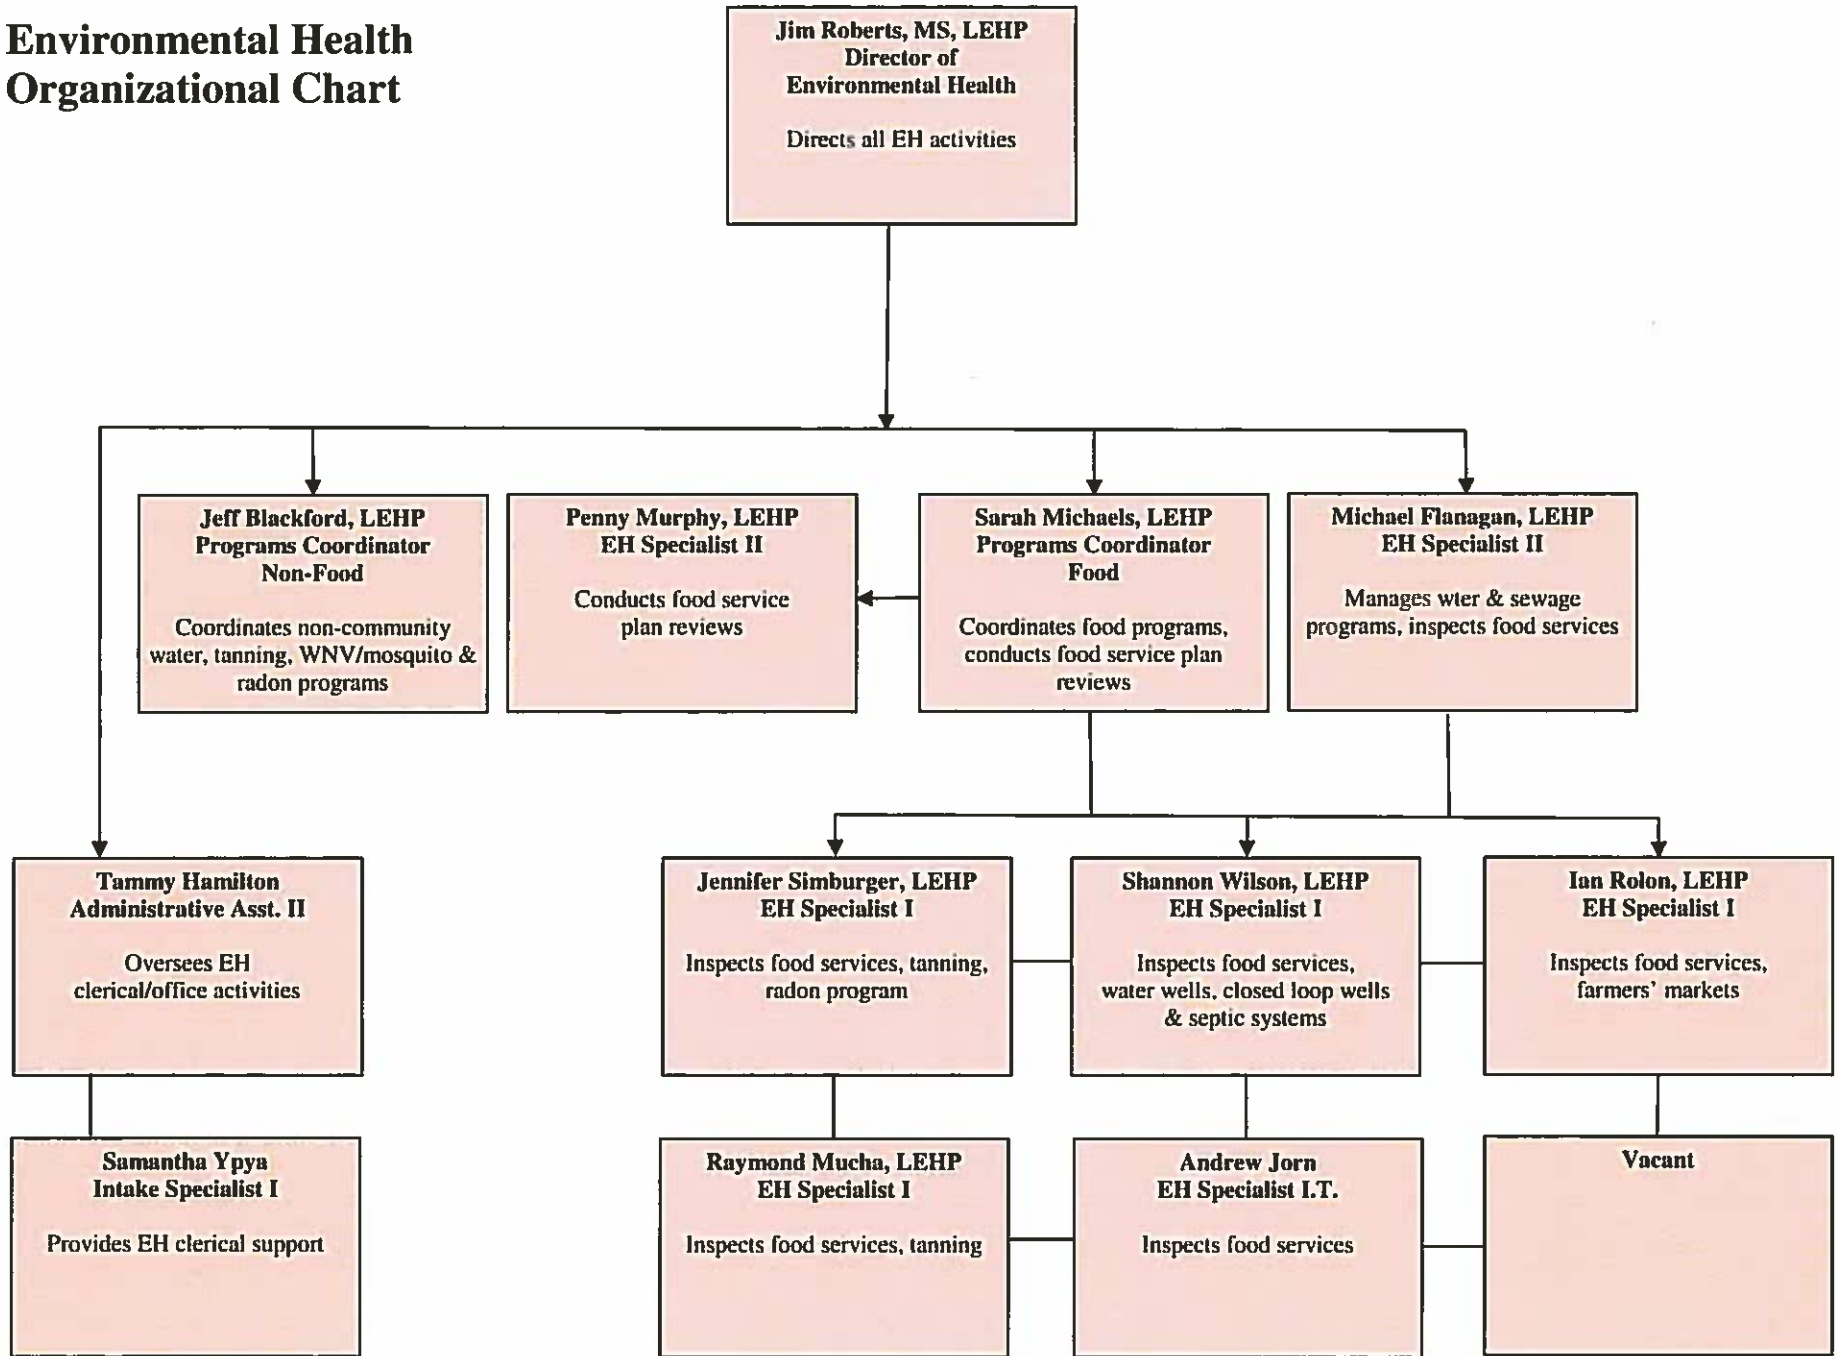 Environmental Health
Organizational Chart
Jim Roberts, MS, LEHP
Director of
Environmental Health
Directs all EH activities
Jeff Blackford, LEHP
Programs Coordinator
Non-Food
Coordinates non-community
water, tanning, WNV/mosquito &
radon programs
Penny Murphy, LEHP
EH Specialist II
Conducts food service
plan reviews
Sarah Michaels, LEHP
Programs Coordinator
Food
Coordinates food programs,
conducts food service plan
reviews
Michael Flanagan, LEHP
EH Specialist II
Manages wter & sewage
programs, inspects food services
Tammy Hamilton
Administrative Asst. II
Oversees EH
clerical/office activities
Jennifer Simburger, LEHP
EH Specialist I
Inspects food services, tanning,
radon program
Shannon Wilson, LEHP
EH Specialist I
Inspects food services,
water wells, closed loop wells
& septic systems
Ian Rolon, LEHP
EH Specialist I
Inspects food services,
farmers' markets
Samantha Ypya
Intake Specialist I
Provides EH clerical support
Raymond Mucha, LEHP
EH Specialist I
Inspects food services, tanning
Andrew Jorn
EH Specialist I.T.
Inspects food services
Vacant